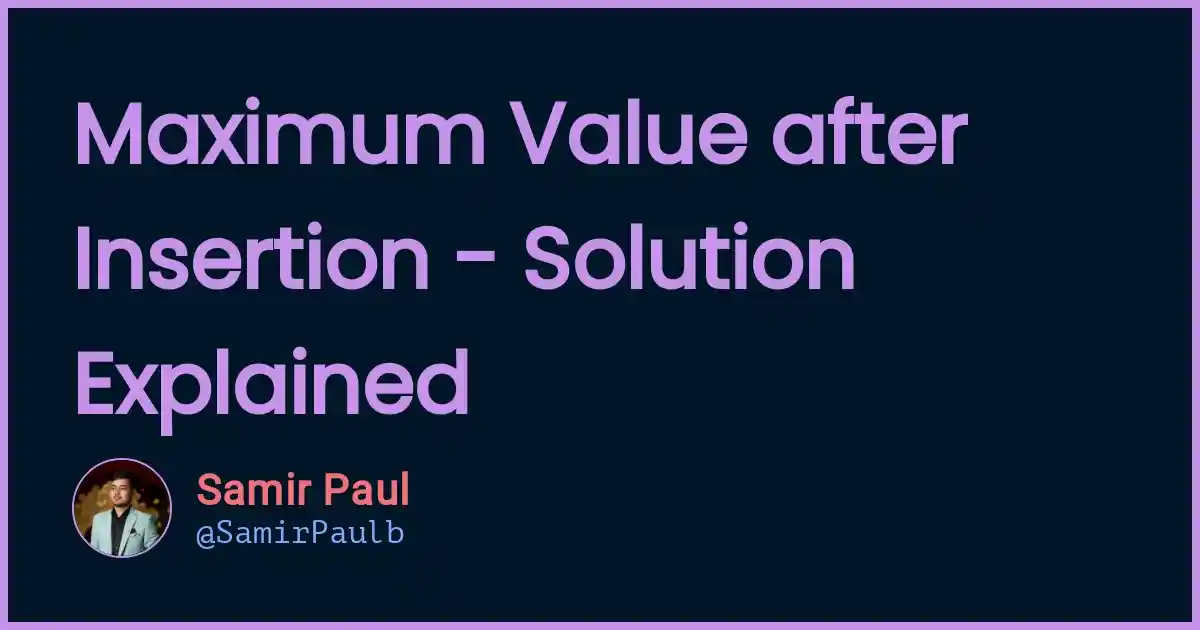 Maximum Value after
Insertion - Solution
Explained
Samir Paul
@SamirPaulb